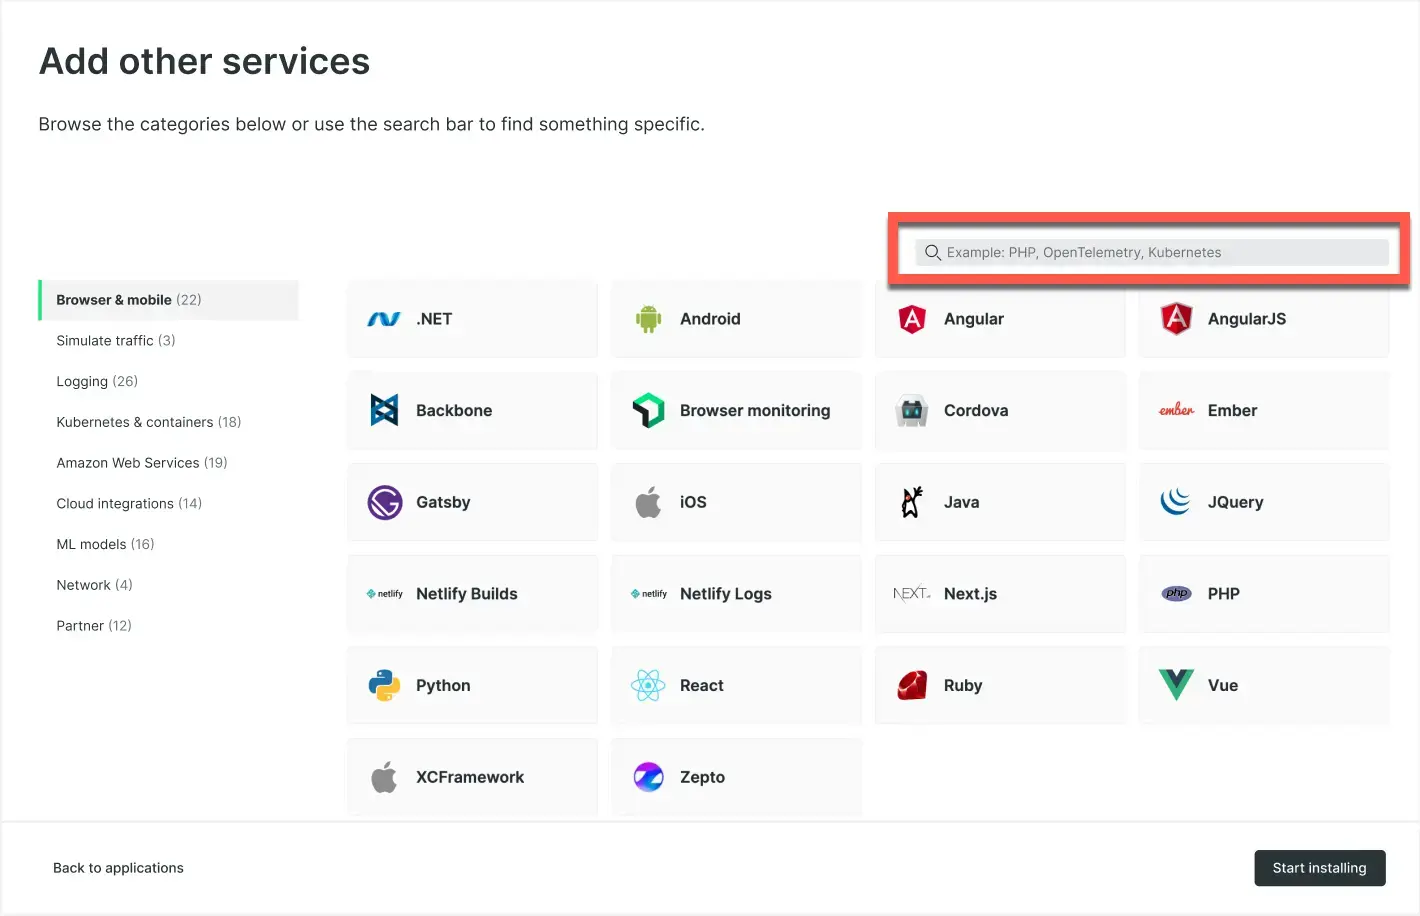 Add other services
Browse the categories below or use the search bar to find something specific.
Example: PHP, OpenTelemetry, Kubernetes
Browser & mobile (22)
Simulate traffic (3)
Logging (26)
Kubernetes & containers (18)
Amazon Web Services (19)
Cloud integrations (14)
ML models (16)
Network (4)
Partner (12)
.NET
Android
Angular
AngularJS
Backbone
Browser monitoring
Cordova
ember Ember
Gatsby
iOS
Java
JQuery
netlify Netlify Builds
netlify Netlify Logs
NEXT.JS Next.js
php PHP
Python
React
Ruby
Vue
XCFramework
Zepto
Back to applications
Start installing